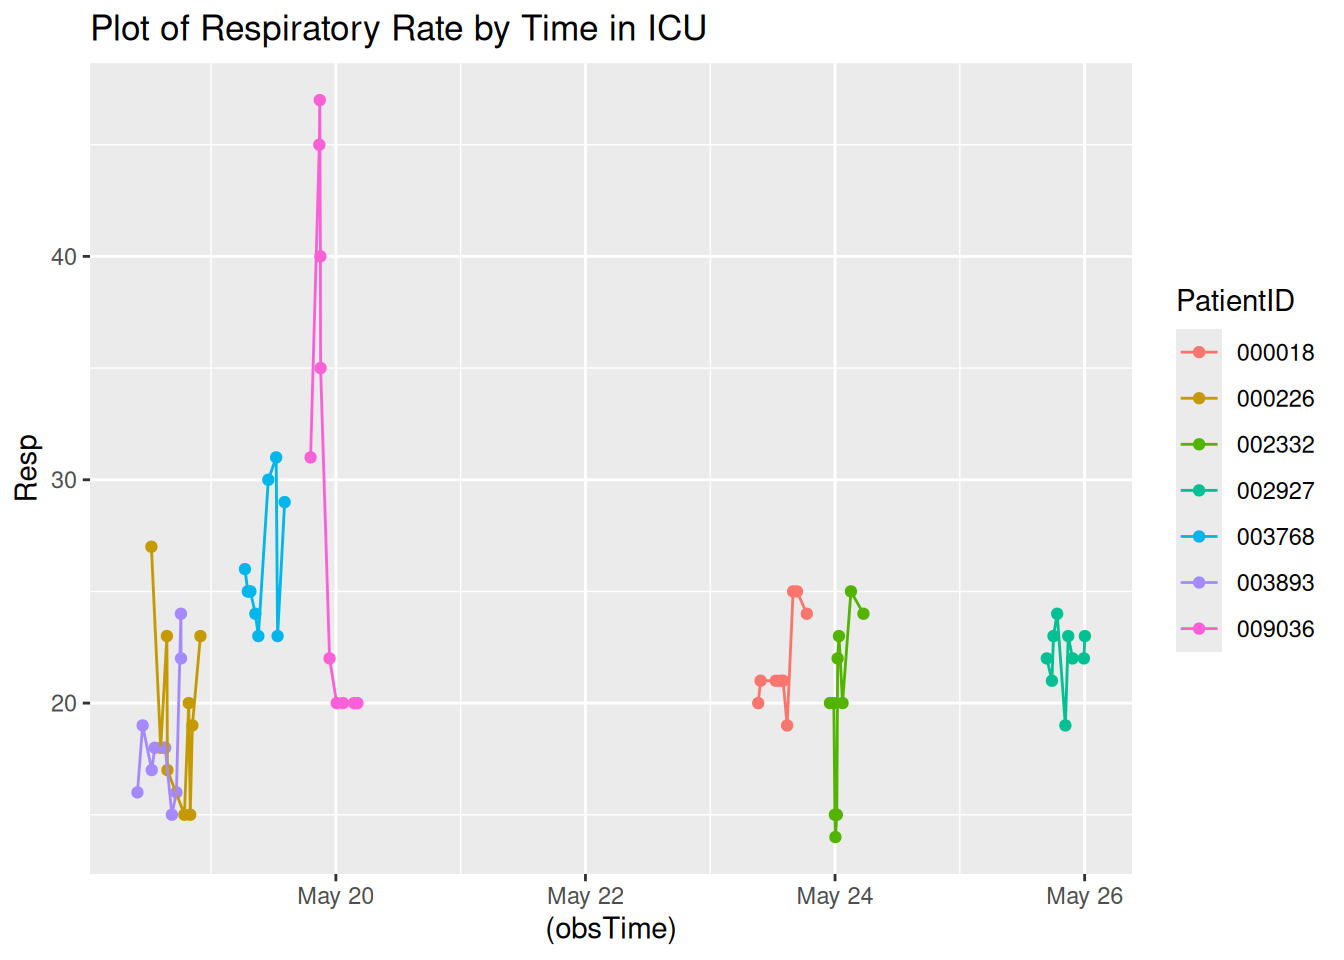 Plot of Respiratory Rate by Time in ICU
Resp
40
30
20
May 20
May 22
May 24
May 26
(obsTime)
PatientID
000018
000226
002332
002927
003768
003893
009036